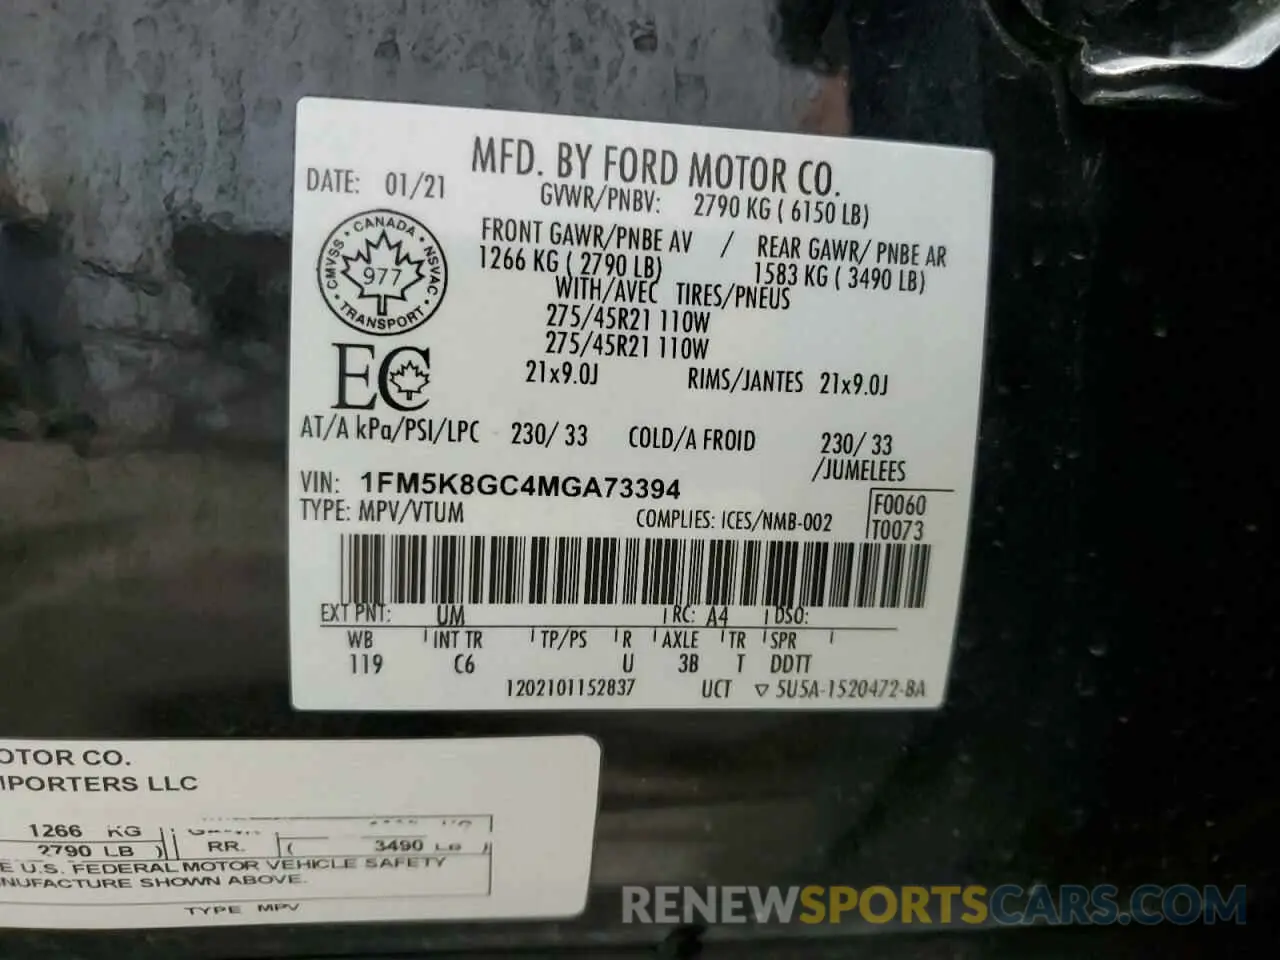 MFD. BY FORD MOTOR CO.
DATE: 01/21
GVWR/PNBV: 2790 KG ( 6150 LB)
FRONT GAWR/PNBE AV / REAR GAWR/ PNBE AR
1266 KG ( 2790 LB) 1583 KG ( 3490 LB)
WITH/AVEC TIRES/PNEUS
275/45R21 110W
275/45R21 110W
21x9.0J RIMS/JANTES 21x9.0J
CANADA
CMVSS NSVAC
977
TRANSPORT
EC
AT/A kPa/PSI/LPC 230/ 33 COLD/A FROID 230/ 33
/JUMELEES
VIN: 1FM5K8GC4MGA73394
TYPE: MPV/VTUM COMPLIES: ICES/NMB-002
F0060
T0073
EXT PNT: UM RC: A4 DSO:
WB INT TR TP/PS R AXLE TR SPR
119 C6 U 3B T DDTT
1202101152837 UCT ▽ 5U5A-1520472-BA
OTOR CO.
PORTERS LLC
1266 KG
2790 LB ) RR. ( 3490 LB )
E U.S. FEDERAL MOTOR VEHICLE SAFETY
NUFACTURE SHOWN ABOVE.
TYPE MPV
RENEWSPORTSCARS.COM